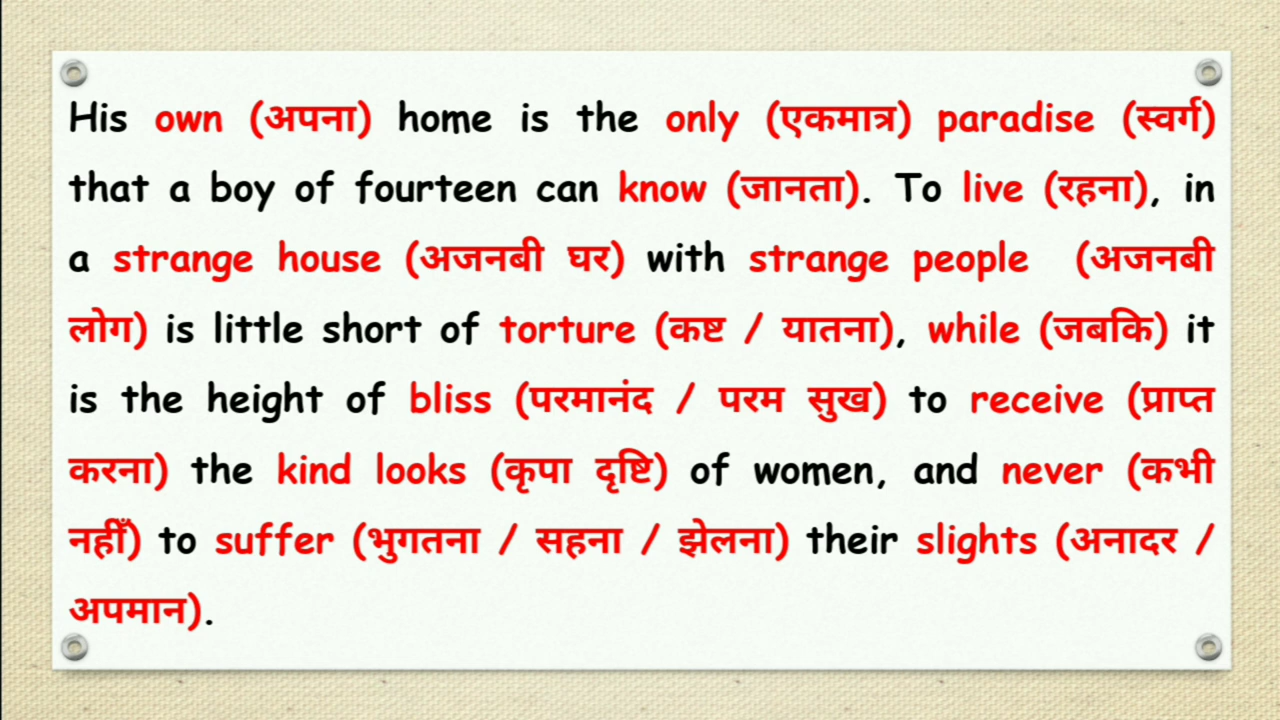 His own (अपना) home is the only (एकमात्र) paradise (स्वर्ग)
that a boy of fourteen can know (जानता). To live (रहना), in
a strange house (अजनबी घर) with strange people (अजनबी
लोग) is little short of torture (कष्ट / यातना), while (जबकि) it
is the height of bliss (परमानंद / परम सुख) to receive (प्राप्त
करना) the kind looks (कृपा दृष्टि) of women, and never (कभी
नहीं) to suffer (भुगतना / सहना / झेलना) their slights (अनादर /
अपमान).